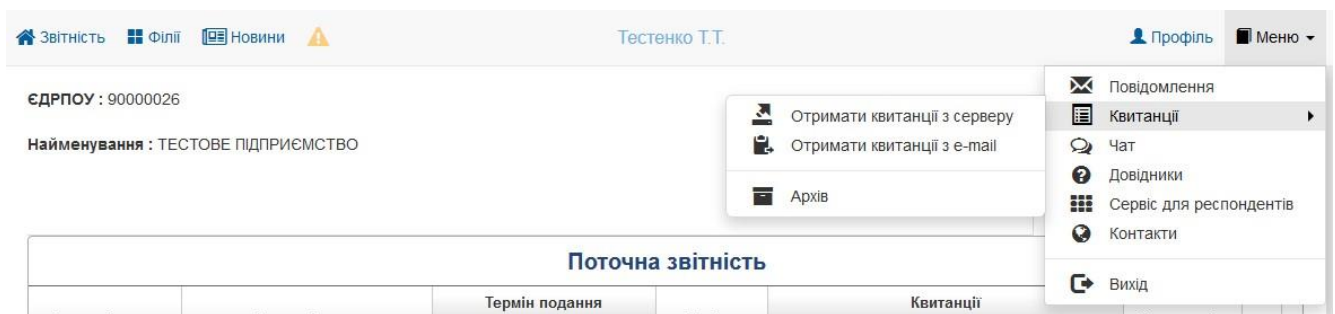 Звітність Філії Новини Тестенко Т.Т. Профіль Меню
ЄДРПОУ : 90000026
Найменування : ТЕСТОВЕ ПІДПРИЄМСТВО
Отримати квитанції з серверу
Отримати квитанції з e-mail
Архів
Повідомлення
Квитанції
Чат
Довідники
Сервіс для респондентів
Контакти
Вихід
Поточна звітність
Термін подання Квитанції